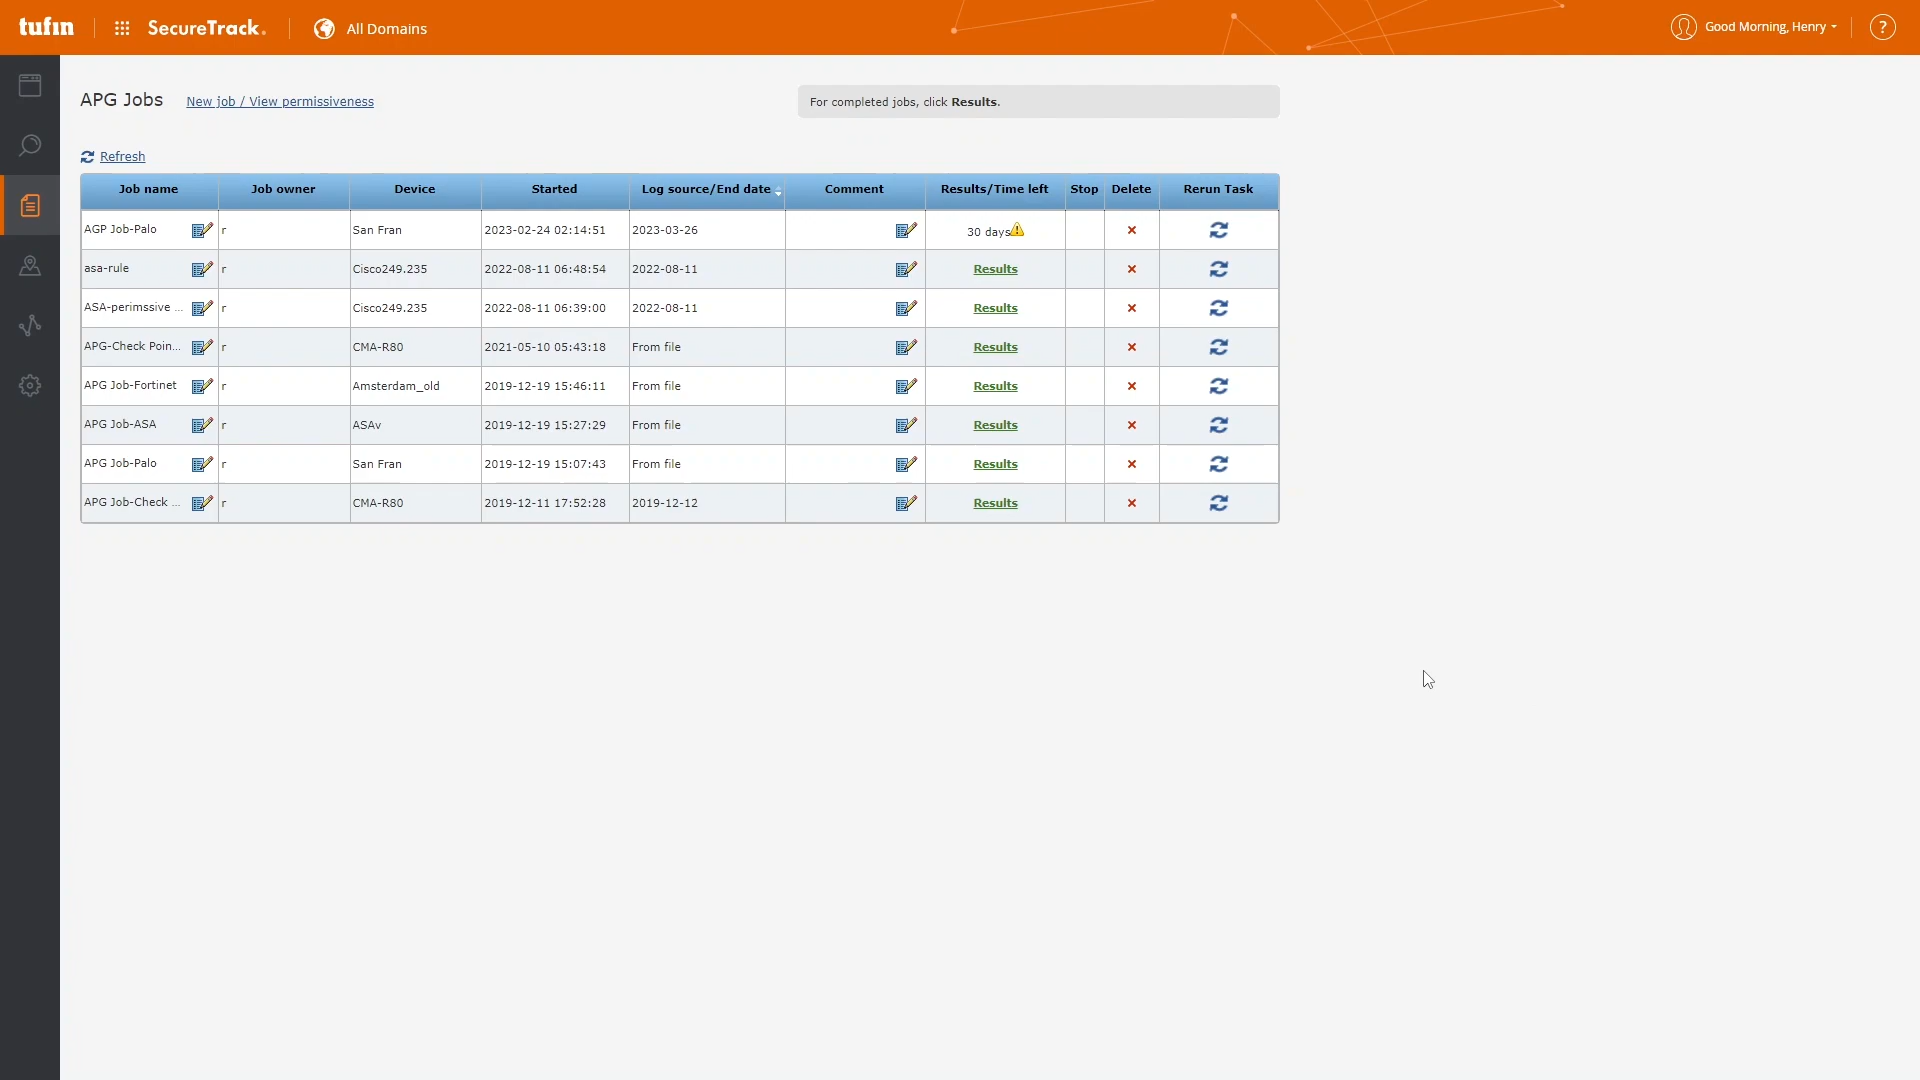 tufin SecureTrack. All Domains Good Morning, Henry ?
APG Jobs New job / View permissiveness For completed jobs, click Results.
Refresh
Job name Job owner Device Started Log source/End date Comment Results/Time left Stop Delete Rerun Task
AGP Job-Palo r San Fran 2023-02-24 02:14:51 2023-03-26 30 days
asa-rule r Cisco249.235 2022-08-11 06:48:54 2022-08-11 Results
ASA-perimssive ... r Cisco249.235 2022-08-11 06:39:00 2022-08-11 Results
APG-Check Poin... r CMA-R80 2021-05-10 05:43:18 From file Results
APG Job-Fortinet r Amsterdam_old 2019-12-19 15:46:11 From file Results
APG Job-ASA r ASAv 2019-12-19 15:27:29 From file Results
APG Job-Palo r San Fran 2019-12-19 15:07:43 From file Results
APG Job-Check ... r CMA-R80 2019-12-11 17:52:28 2019-12-12 Results